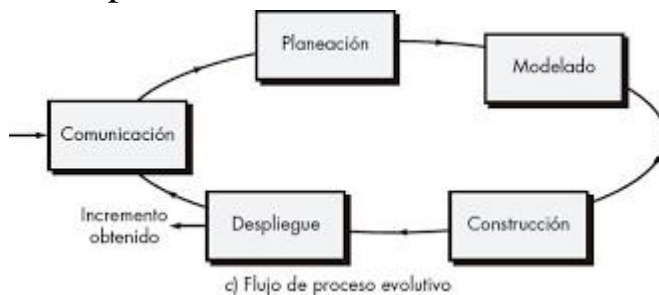 Planeación
Modelado
Comunicación
Incremento
obtenido
Despliegue
Construcción
c) Flujo de proceso evolutivo